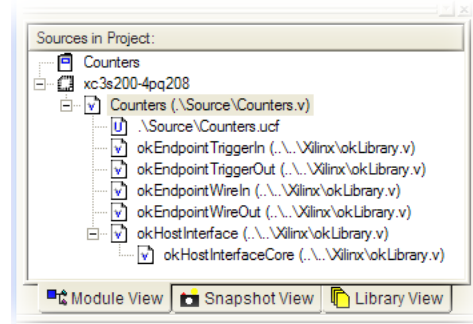 Sources in Project:
Counters
xc3s200-4pq208
Counters (.\Source\Counters.v)
.\Source\Counters.ucf
okEndpointTriggerIn (..\..\Xilinx\okLibrary.v)
okEndpointTriggerOut (..\..\Xilinx\okLibrary.v)
okEndpointWireIn (..\..\Xilinx\okLibrary.v)
okEndpointWireOut (..\..\Xilinx\okLibrary.v)
okHostInterface (..\..\Xilinx\okLibrary.v)
okHostInterfaceCore (..\..\Xilinx\okLibrary.v)
Module View Snapshot View Library View